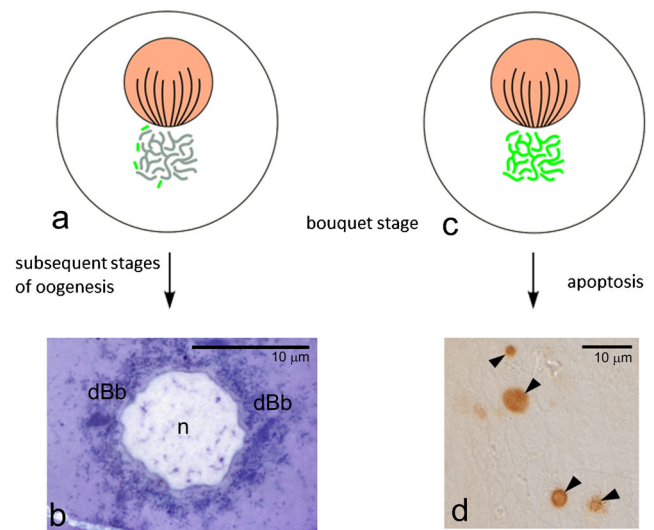 a
bouquet stage
c
subsequent stages
of oogenesis
apoptosis
10 µm
dBb
dBb
n
b
10 µm
d